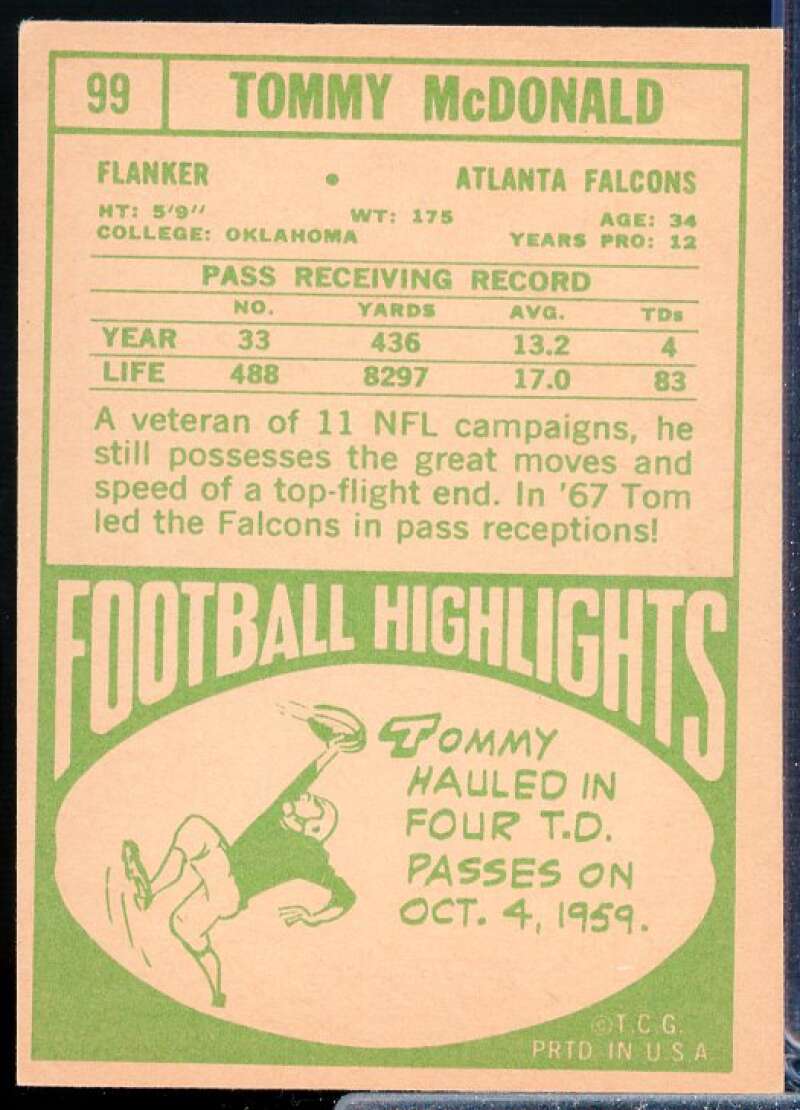 99 TOMMY McDONALD
FLANKER • ATLANTA FALCONS
HT: 5'9" WT: 175 AGE: 34
COLLEGE: OKLAHOMA YEARS PRO: 12
PASS RECEIVING RECORD
NO. YARDS AVG. TDs
YEAR 33 436 13.2 4
LIFE 488 8297 17.0 83
A veteran of 11 NFL campaigns, he
still possesses the great moves and
speed of a top-flight end. In '67 Tom
led the Falcons in pass receptions!
FOOTBALL HIGHLIGHTS
TOMMY
HAULED IN
FOUR T.D.
PASSES ON
OCT. 4, 1959.
©T.C.G.
PRTD IN U S A